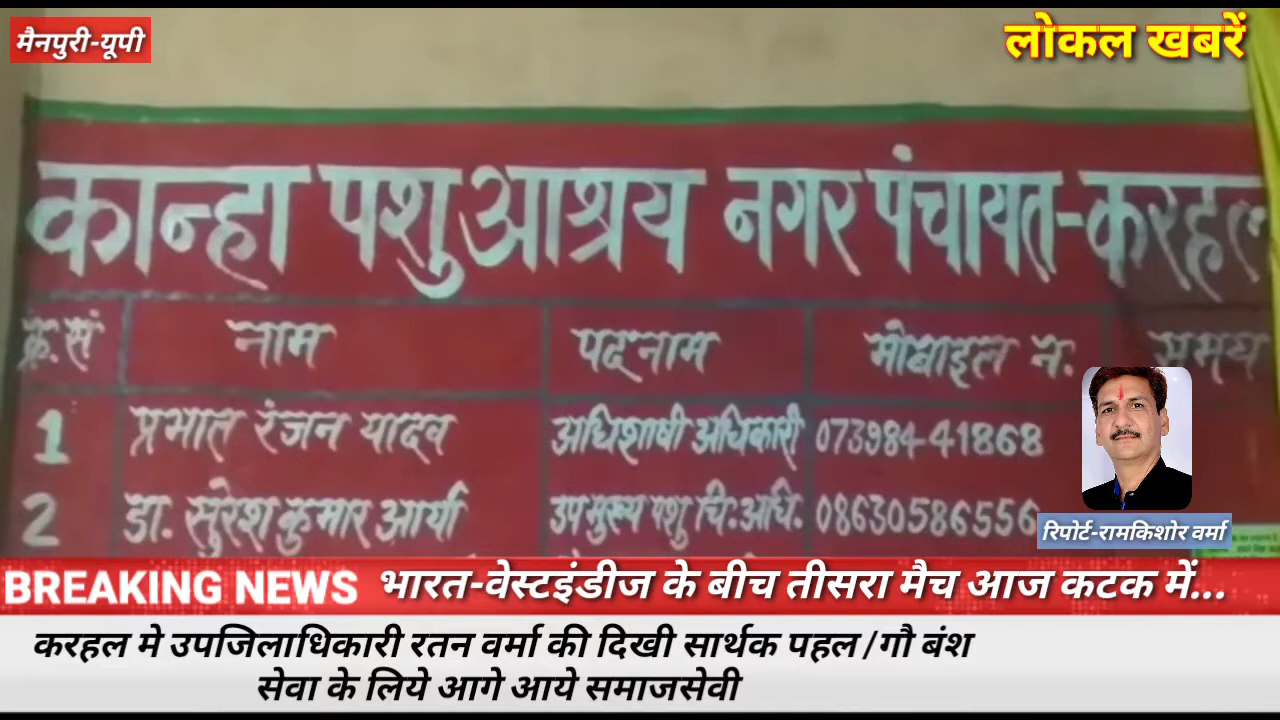 मैनपुरी-यूपी
लोकल खबरें
कान्हा पशु आश्रय नगर पंचायत-करहल
क्र.सं नाम पदनाम मोबाइल न. समय
1 प्रभात रंजन यादव अधिशाषी अधिकारी 07398441868
2 डा. सुरेश कुमार आर्या उप मुख्य पशु चि. अधि. 08630586556
रिपोर्ट-रामकिशोर वर्मा
BREAKING NEWS भारत-वेस्टइंडीज के बीच तीसरा मैच आज कटक में...
करहल मे उपजिलाधिकारी रतन वर्मा की दिखी सार्थक पहल/गौ बंश
सेवा के लिये आगे आये समाजसेवी